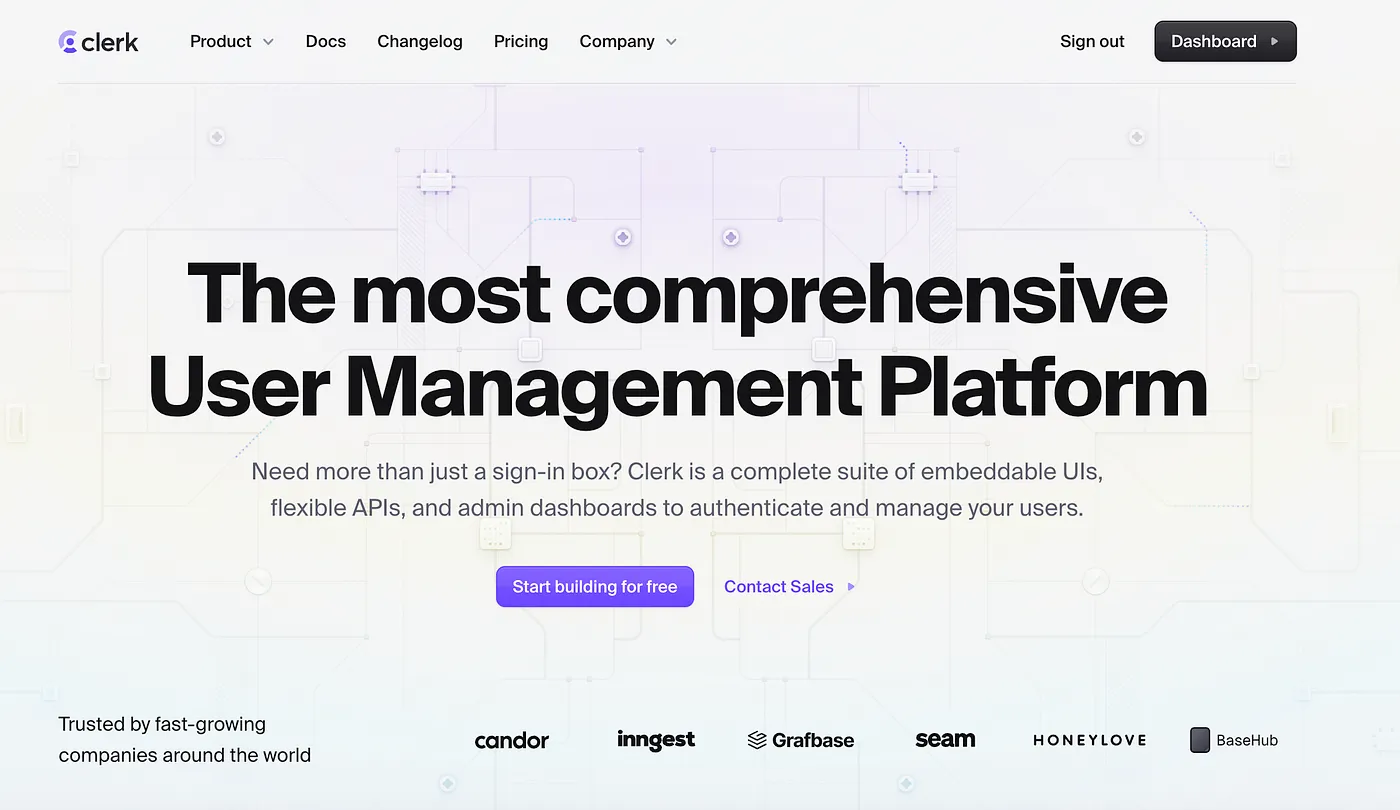 clerk
Product
Docs
Changelog
Pricing
Company
Sign out
Dashboard
The most comprehensive
User Management Platform
Need more than just a sign-in box? Clerk is a complete suite of embeddable UIs,
flexible APIs, and admin dashboards to authenticate and manage your users.
Start building for free
Contact Sales
Trusted by fast-growing
companies around the world
candor
inngest
Grafbase
seam
HONEYLOVE
BaseHub